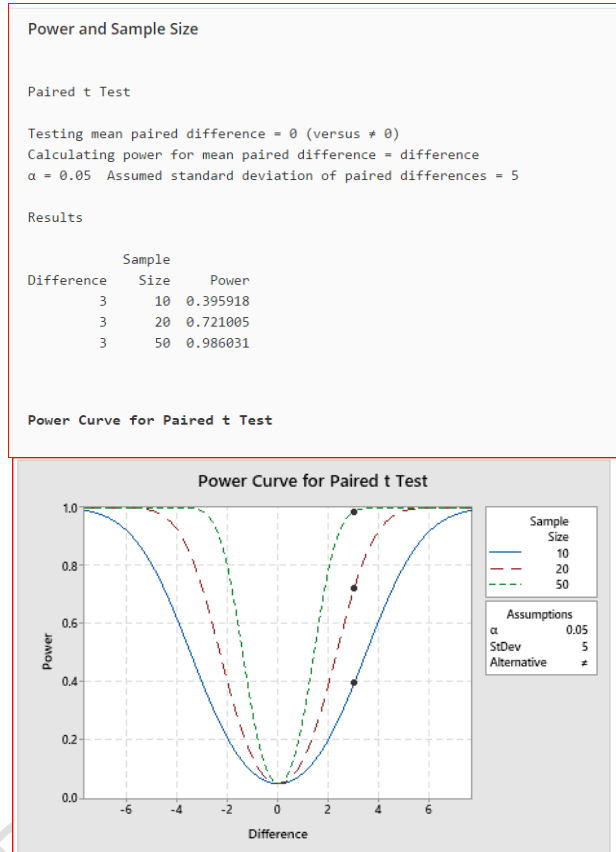 Power and Sample Size
Paired t Test
Testing mean paired difference = 0 (versus ≠ 0)
Calculating power for mean paired difference = difference
α = 0.05  Assumed standard deviation of paired differences = 5
Results
Sample
Difference Size Power
3 10 0.395918
3 20 0.721005
3 50 0.986031
Power Curve for Paired t Test
Power Curve for Paired t Test
1.0
0.8
0.6
0.4
0.2
0.0
Power
-6 -4 -2 0 2 4 6
Difference
Sample
Size
10
20
50
Assumptions
α 0.05
StDev 5
Alternative ≠